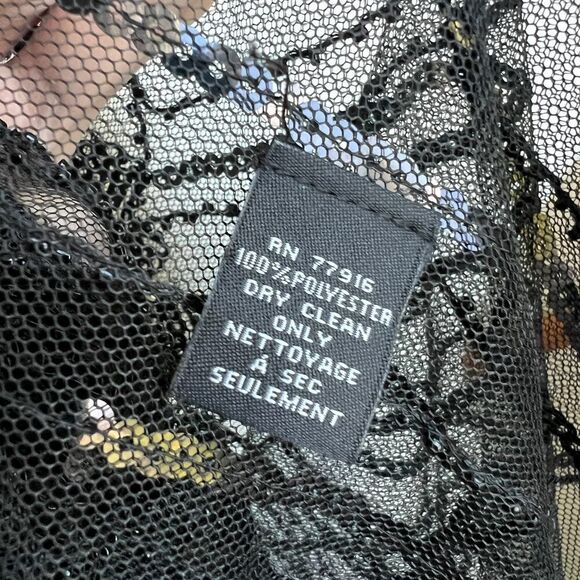 RN 77916
100% POLYESTER
DRY CLEAN
ONLY
NETTOYAGE
À SEC
SEULEMENT